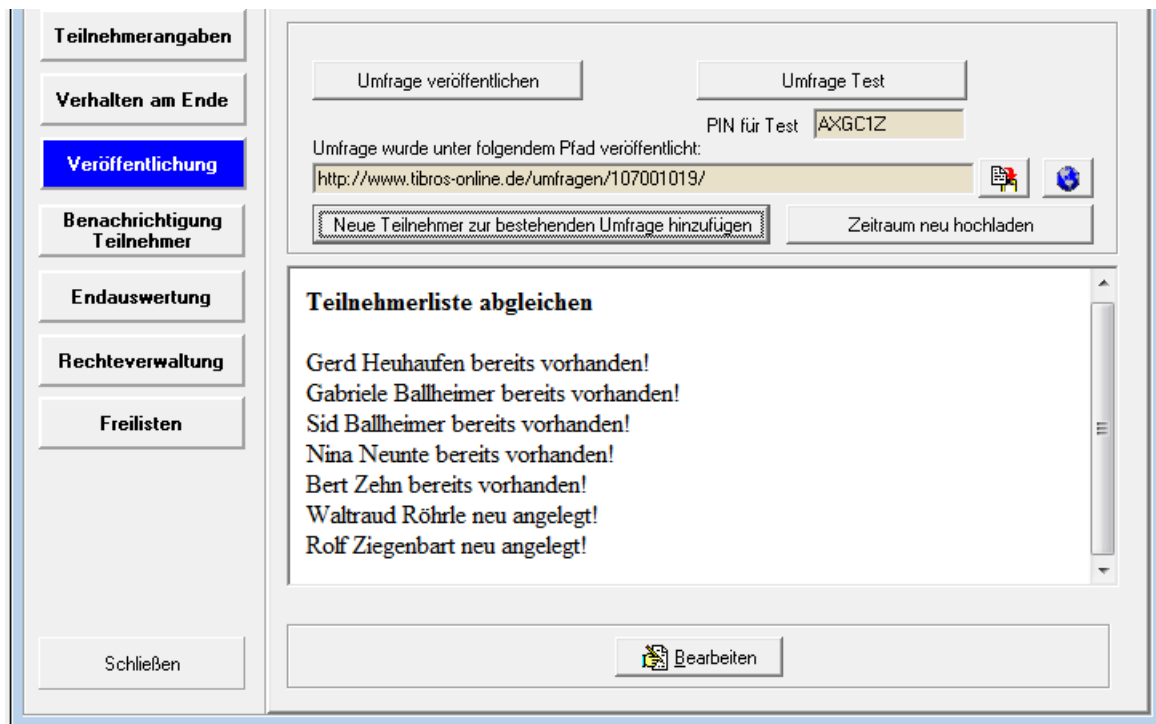 Teilnehmerangaben
Verhalten am Ende
Veröffentlichung
Benachrichtigung
Teilnehmer
Endauswertung
Rechteverwaltung
Freilisten
Schließen
Umfrage veröffentlichen
Umfrage Test
PIN für Test AXGC1Z
Umfrage wurde unter folgendem Pfad veröffentlicht:
http://www.tibros-online.de/umfragen/107001019/
Neue Teilnehmer zur bestehenden Umfrage hinzufügen
Zeitraum neu hochladen
Teilnehmerliste abgleichen
Gerd Heuhaufen bereits vorhanden!
Gabriele Ballheimer bereits vorhanden!
Sid Ballheimer bereits vorhanden!
Nina Neunte bereits vorhanden!
Bert Zehn bereits vorhanden!
Waltraud Röhrle neu angelegt!
Rolf Ziegenbart neu angelegt!
Bearbeiten